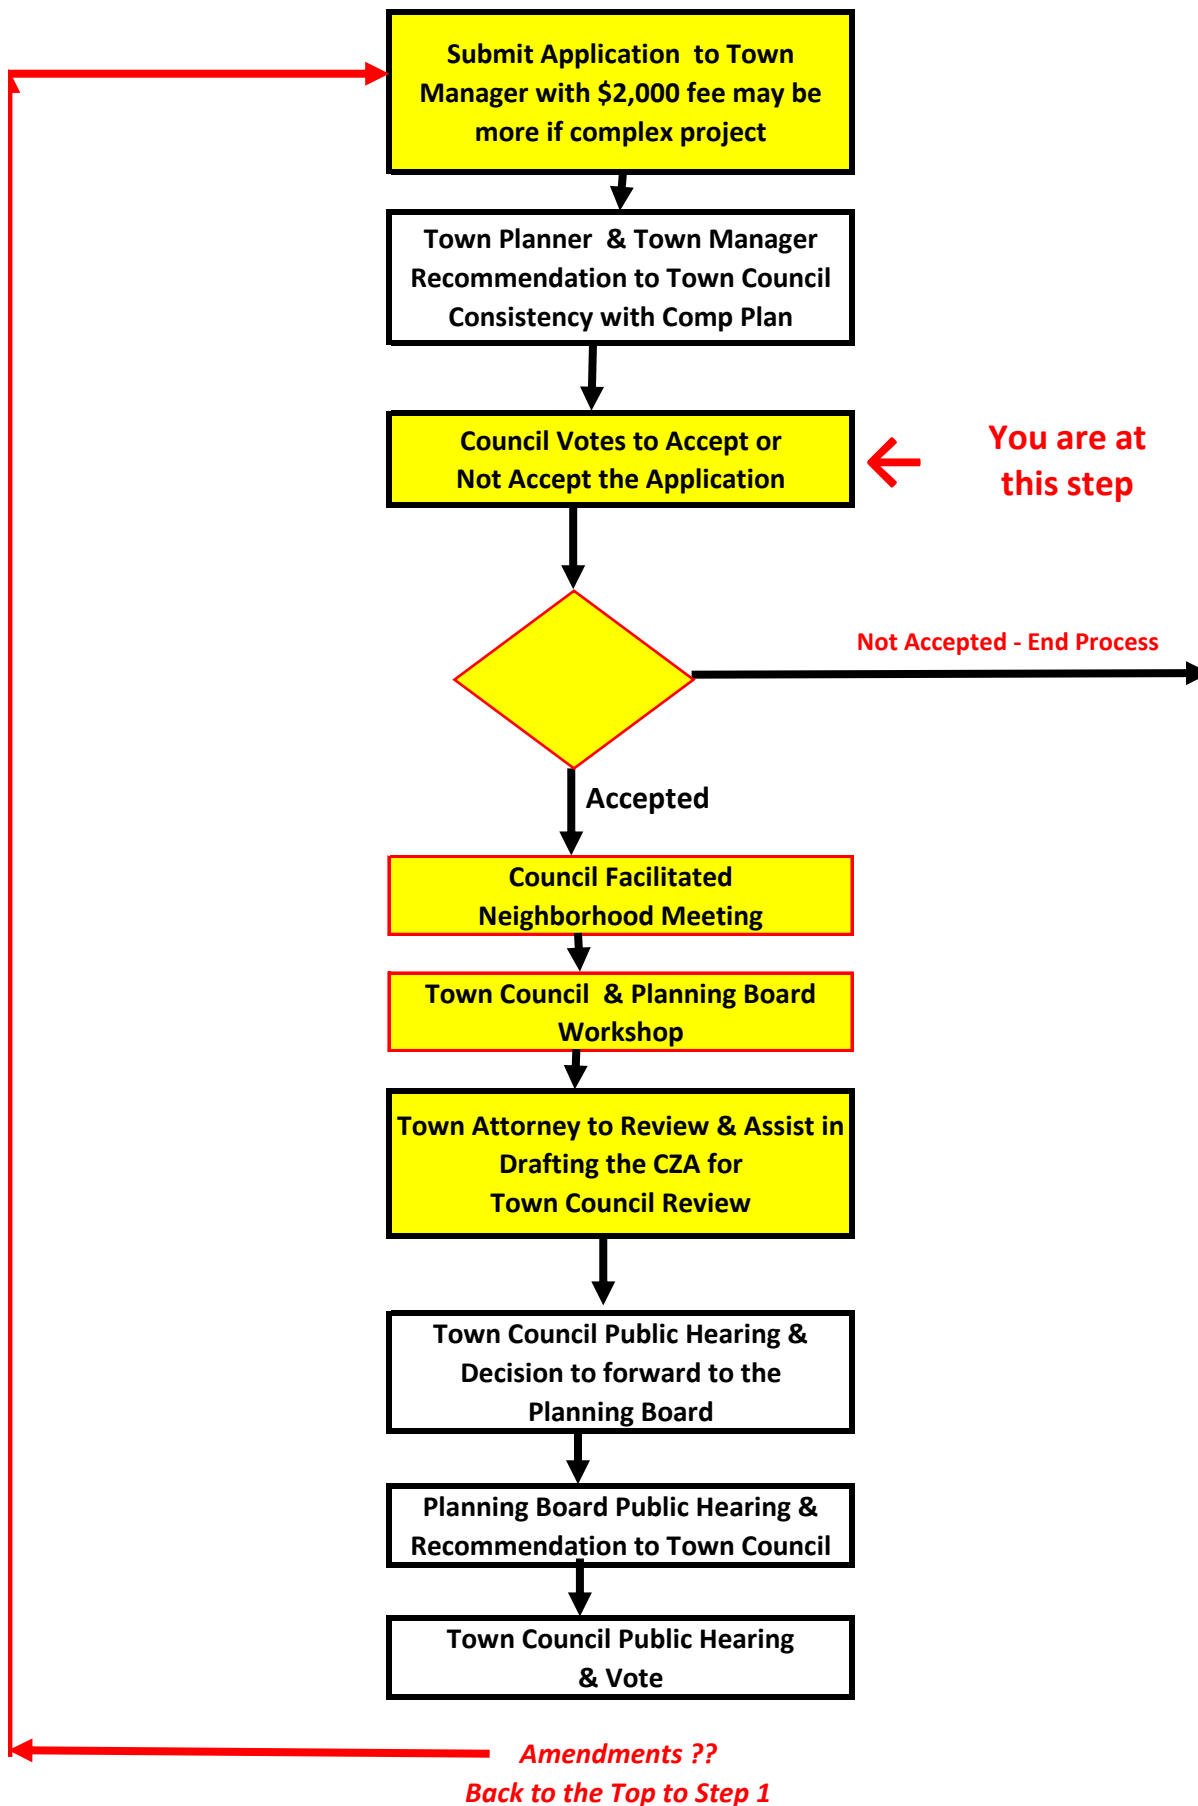 Submit Application to Town
Manager with $2,000 fee may be
more if complex project
Town Planner & Town Manager
Recommendation to Town Council
Consistency with Comp Plan
Council Votes to Accept or
Not Accept the Application
You are at
this step
Not Accepted - End Process
Accepted
Council Facilitated
Neighborhood Meeting
Town Council & Planning Board
Workshop
Town Attorney to Review & Assist in
Drafting the CZA for
Town Council Review
Town Council Public Hearing &
Decision to forward to the
Planning Board
Planning Board Public Hearing &
Recommendation to Town Council
Town Council Public Hearing
& Vote
Amendments ??
Back to the Top to Step 1